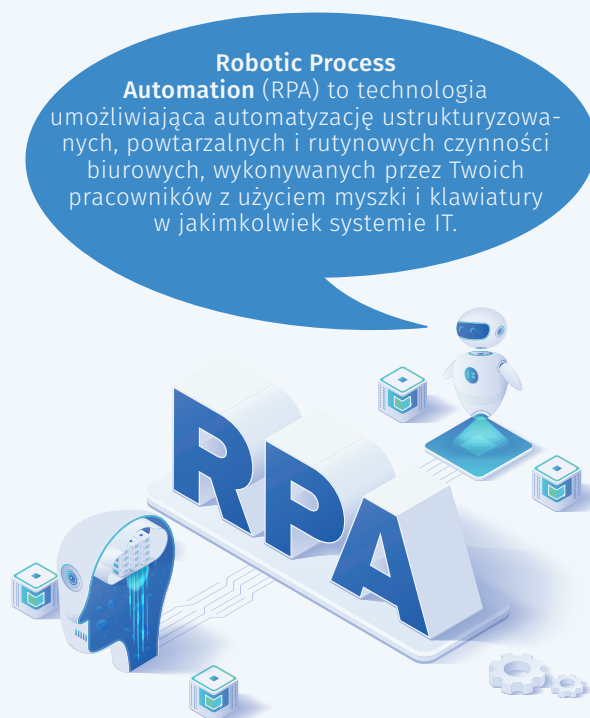 Robotic Process
Automation (RPA) to technologia
umożliwiająca automatyzację ustrukturyzowa-
nych, powtarzalnych i rutynowych czynności
biurowych, wykonywanych przez Twoich
pracowników z użyciem myszki i klawiatury
w jakimkolwiek systemie IT.
RPA